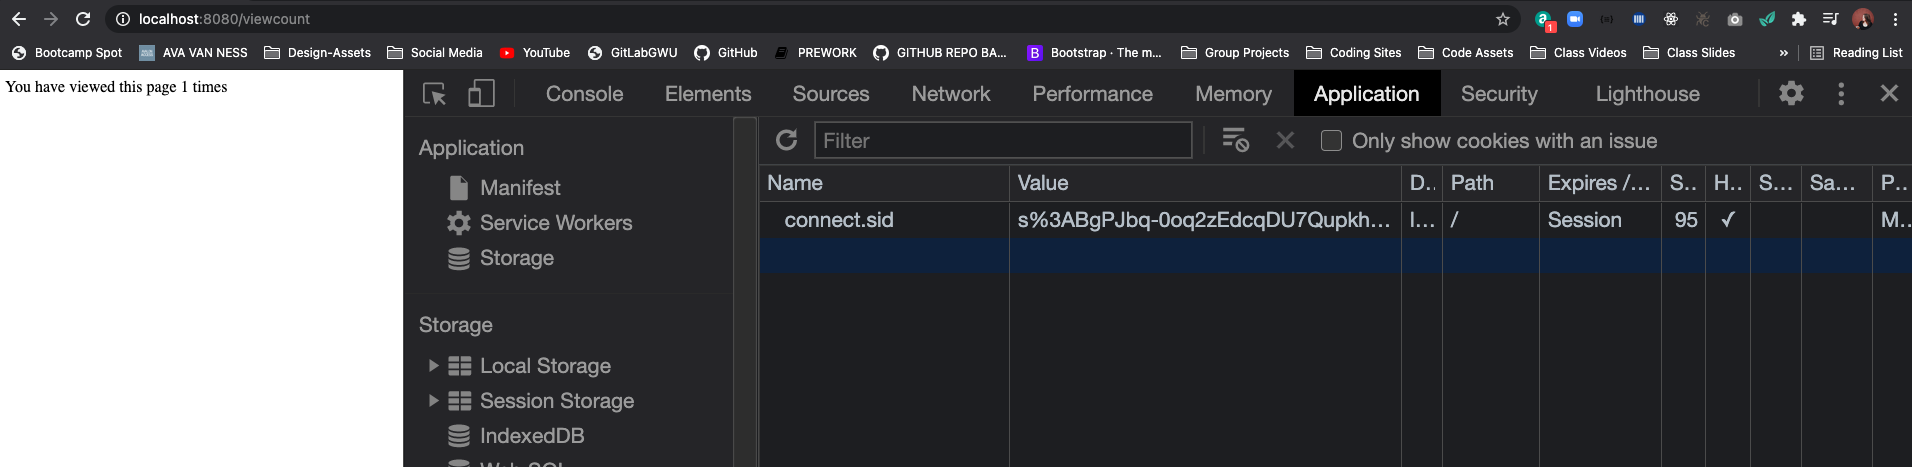 localhost:8080/viewcount
1
Bootcamp Spot AVA VAN NESS Design-Assets Social Media YouTube GitLabGWU GitHub PREWORK GITHUB REPO BA... Bootstrap · The m... Group Projects Coding Sites Code Assets Class Videos Class Slides » Reading List
You have viewed this page 1 times
Console Elements Sources Network Performance Memory Application Security Lighthouse
Filter Only show cookies with an issue
Application
Manifest
Service Workers
Storage
Storage
Local Storage
Session Storage
IndexedDB
Name Value D.. Path Expires /... S.. H.. S... Sa... P..
connect.sid s%3ABgPJbq-0oq2zEdcqDU7Qupkh... l... / Session 95 ✓ M..